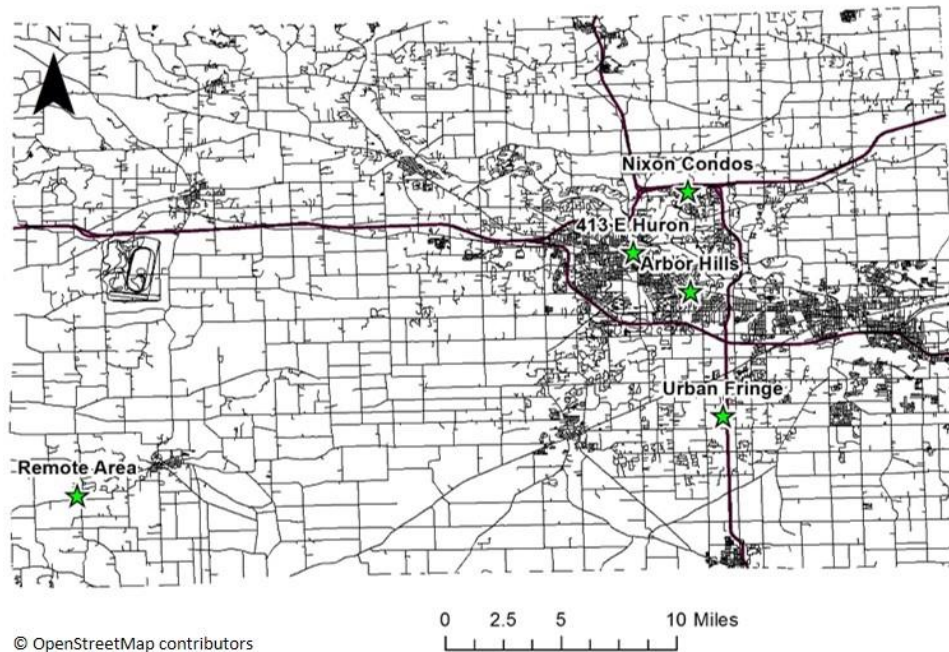 N
Nixon Condos
413 E Huron
Arbor Hills
Urban Fringe
Remote Area
0 2.5 5 10 Miles
© OpenStreetMap contributors